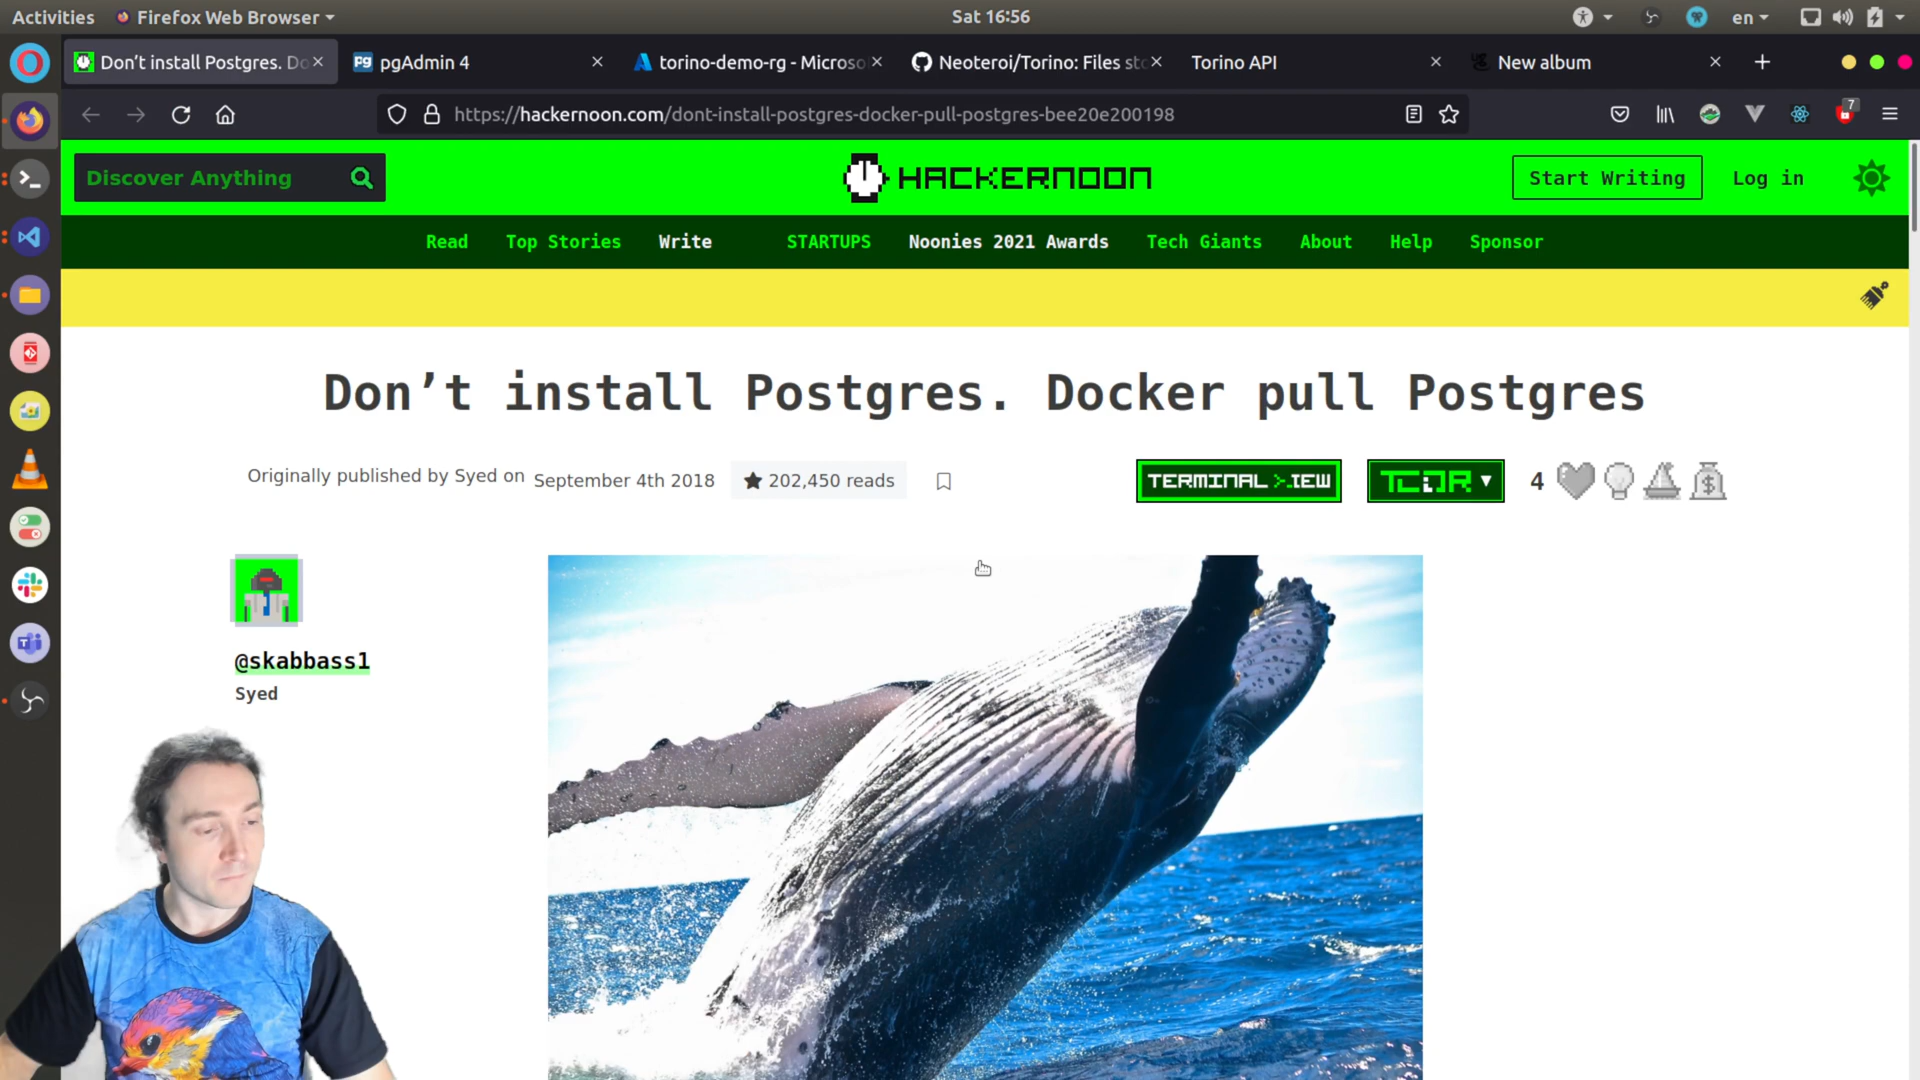 Activities
Firefox Web Browser
Sat 16:56
en
Don’t install Postgres. Do
pgAdmin 4
torino-demo-rg - Microso
Neoteroi/Torino: Files sto
Torino API
New album
https://hackernoon.com/dont-install-postgres-docker-pull-postgres-bee20e200198
7
Discover Anything
HACKERNOON
Start Writing
Log in
Read
Top Stories
Write
STARTUPS
Noonies 2021 Awards
Tech Giants
About
Help
Sponsor
Don’t install Postgres. Docker pull Postgres
Originally published by Syed on September 4th 2018
202,450 reads
TERMINAL >_IEW
4
@skabbass1
Syed